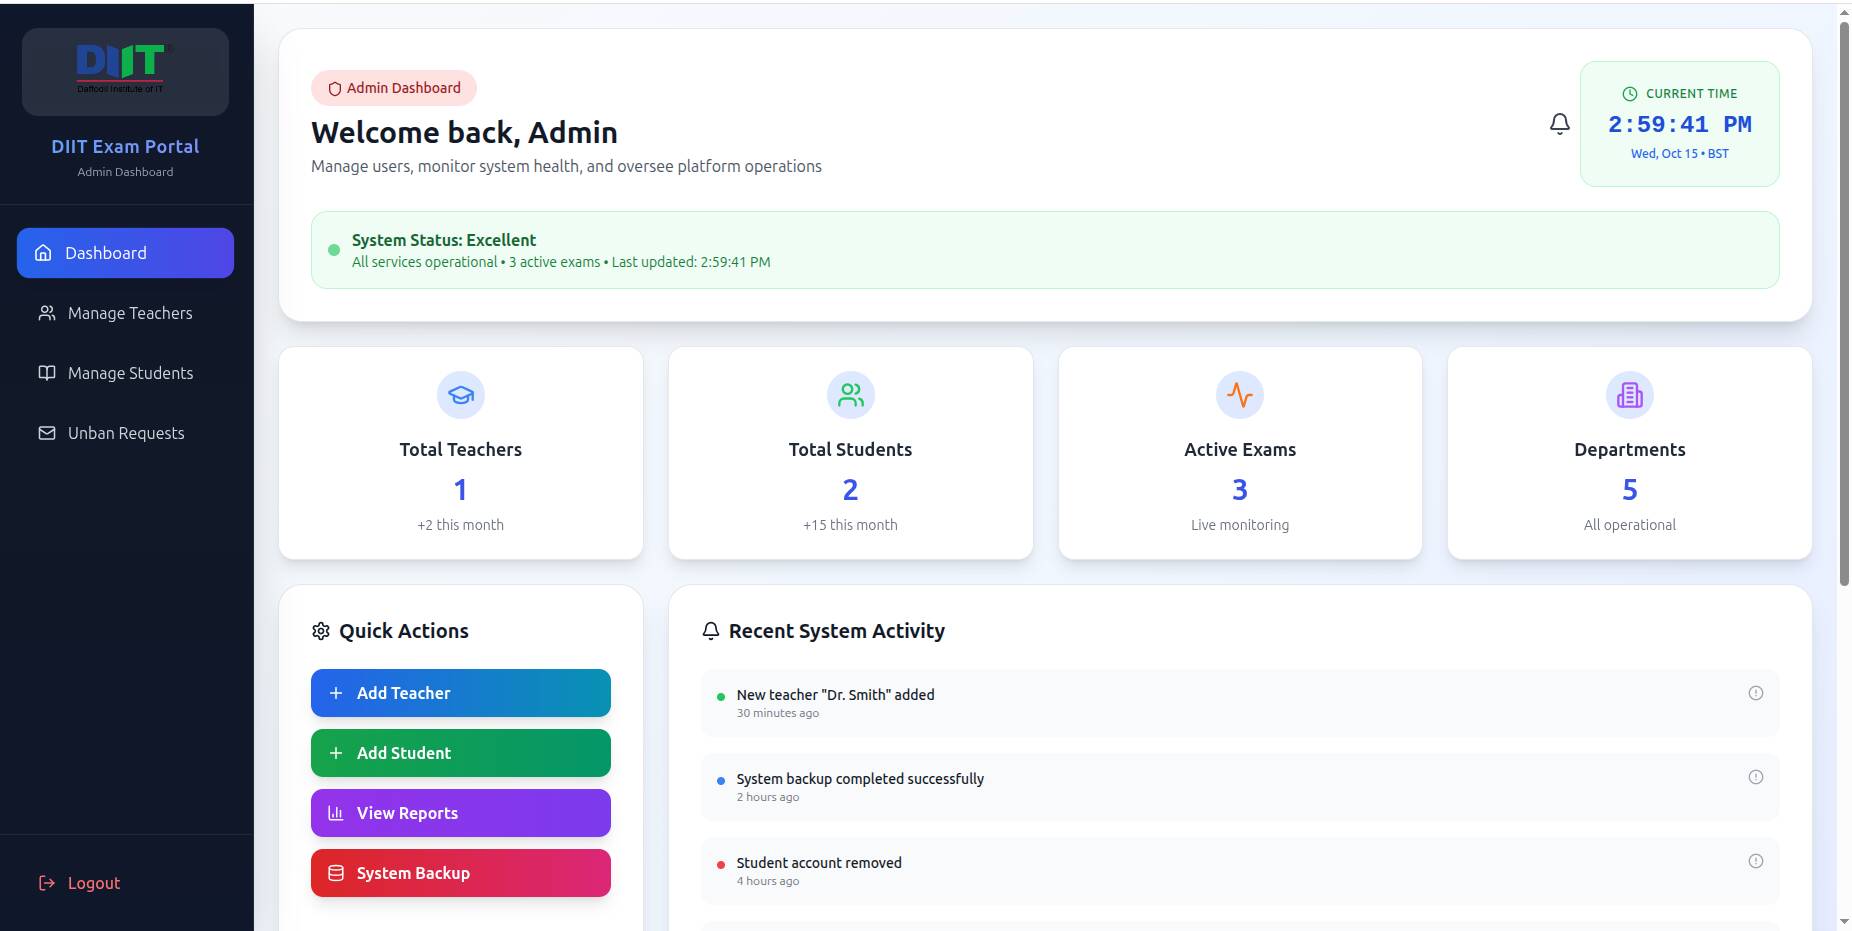 DIIT
Daffodil Institute of IT
DIIT Exam Portal
Admin Dashboard
Dashboard
Manage Teachers
Manage Students
Unban Requests
Logout
Admin Dashboard
Welcome back, Admin
Manage users, monitor system health, and oversee platform operations
CURRENT TIME
2:59:41 PM
Wed, Oct 15 • BST
System Status: Excellent
All services operational • 3 active exams • Last updated: 2:59:41 PM
Total Teachers
1
+2 this month
Total Students
2
+15 this month
Active Exams
3
Live monitoring
Departments
5
All operational
Quick Actions
Add Teacher
Add Student
View Reports
System Backup
Recent System Activity
New teacher "Dr. Smith" added
30 minutes ago
System backup completed successfully
2 hours ago
Student account removed
4 hours ago